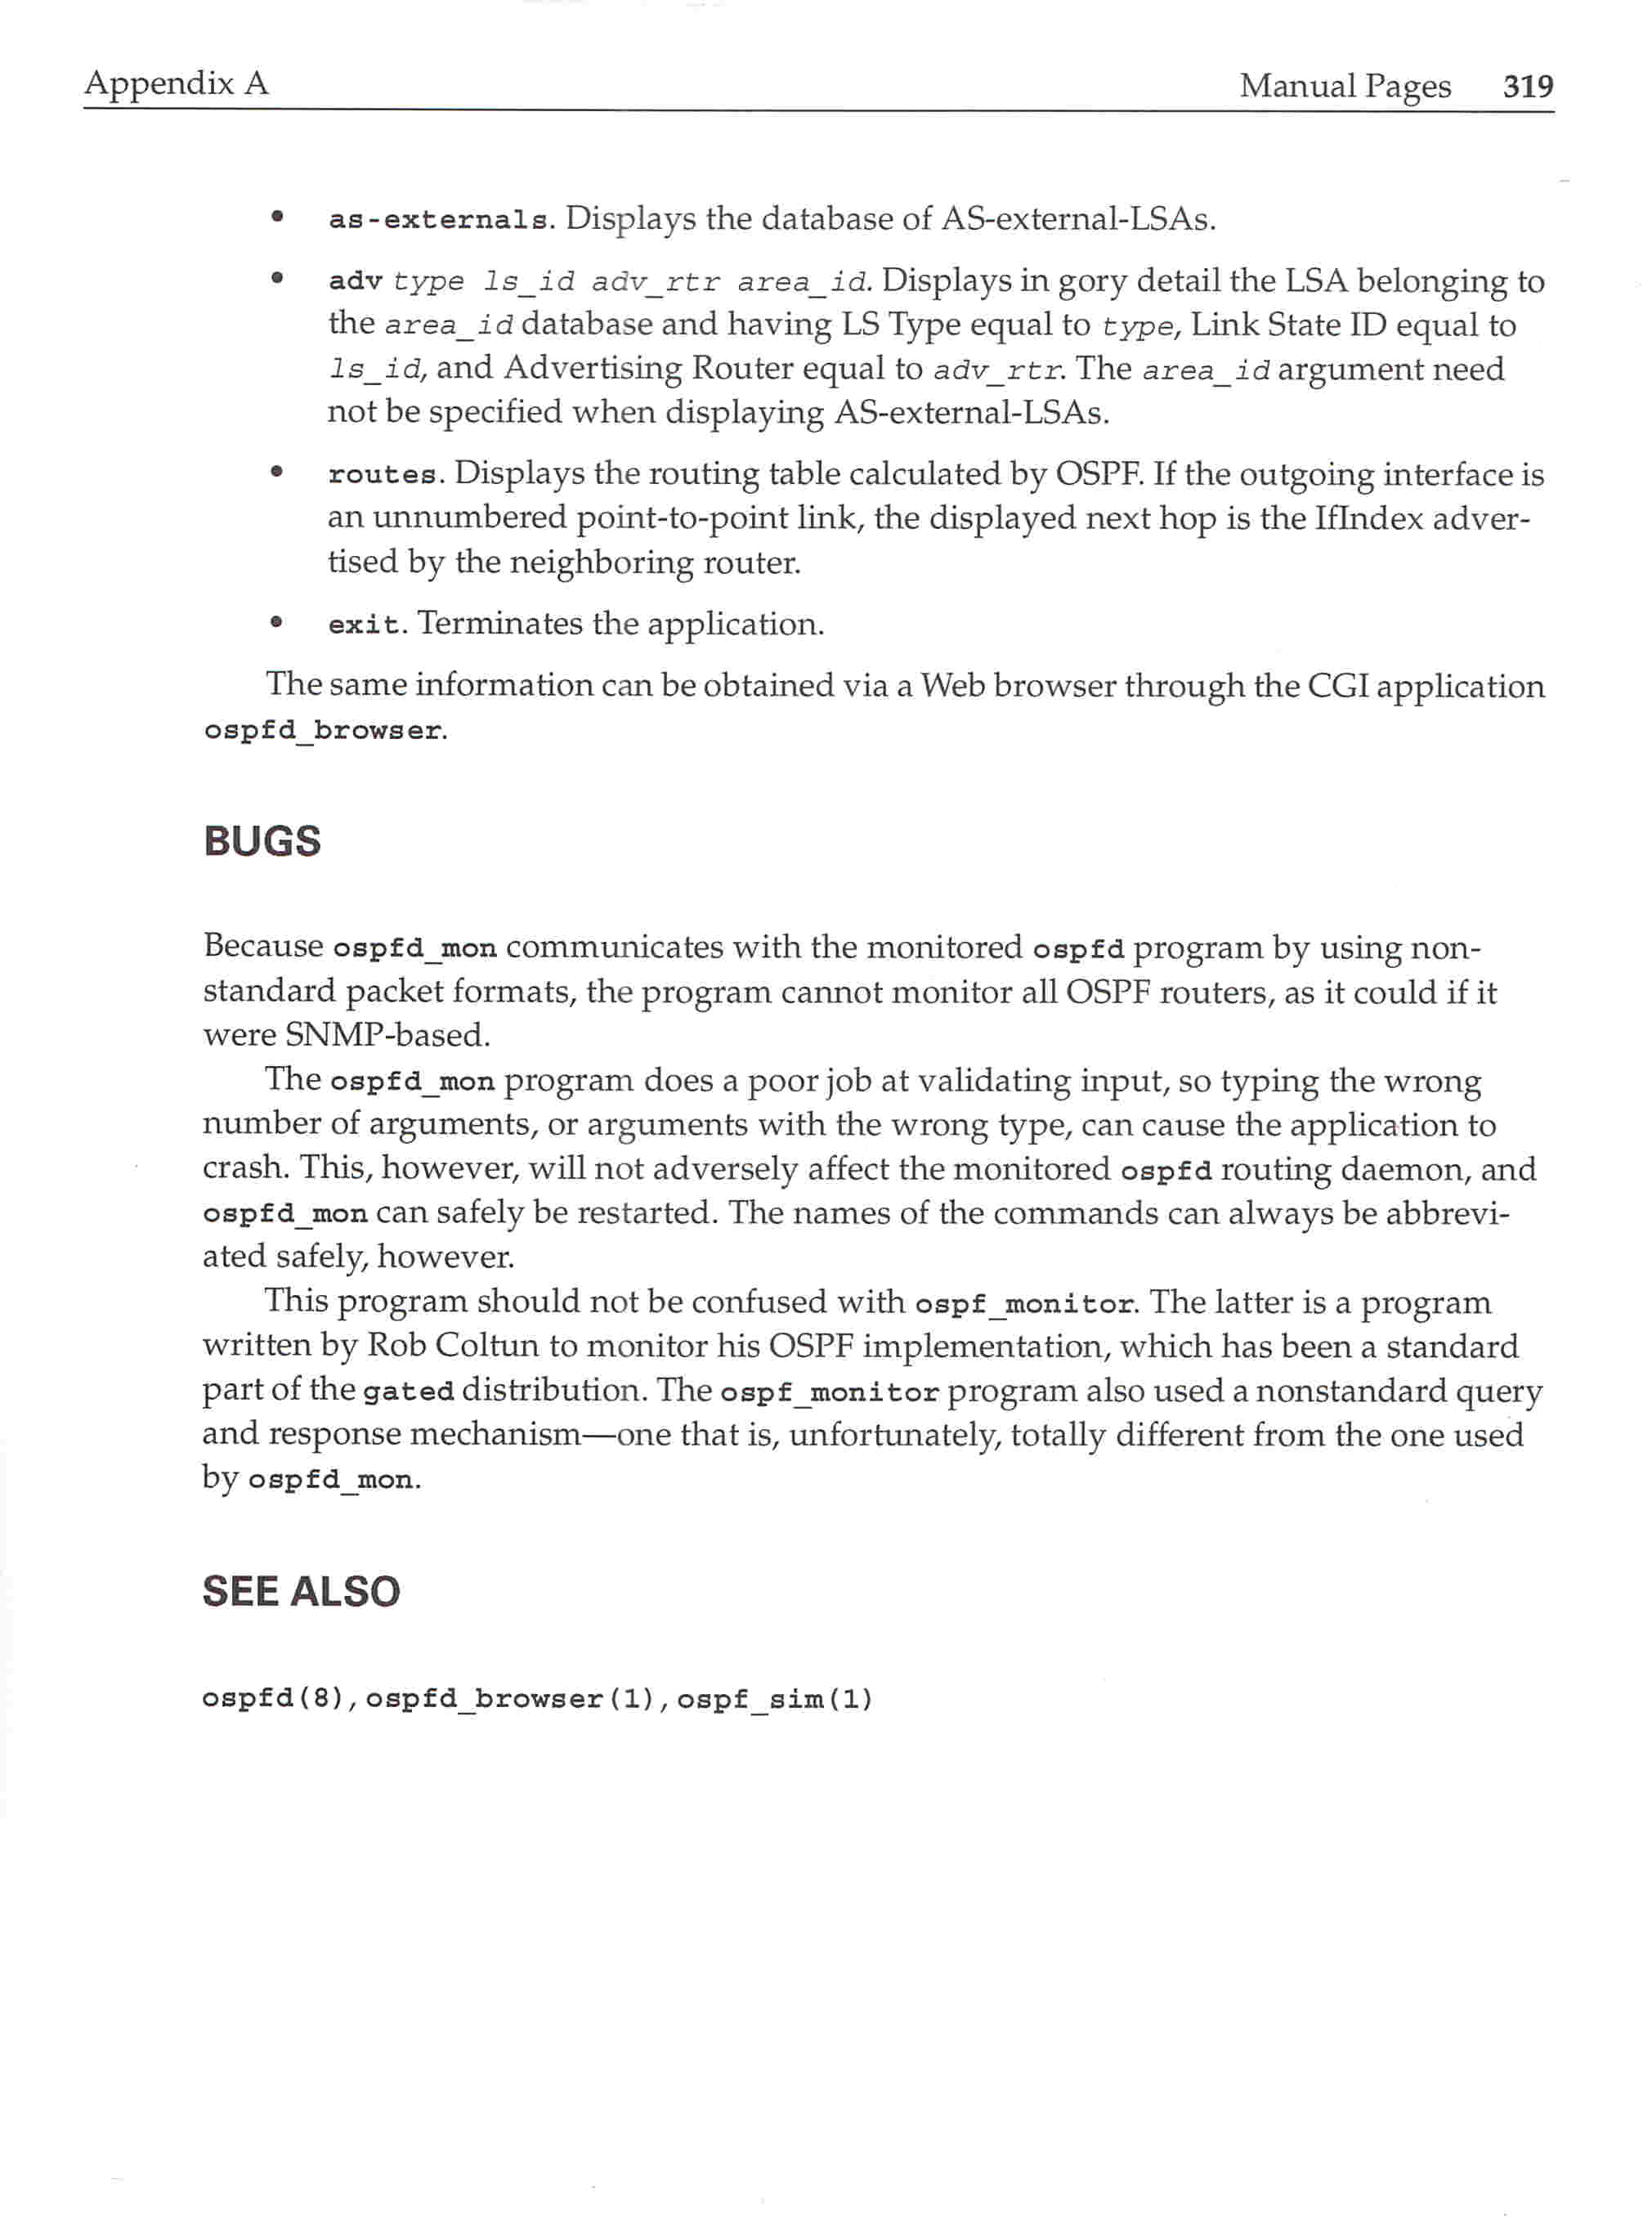 Appendix A Manual Pages 319
• as-externals. Displays the database of AS-external-LSAs.
• adv type ls_id adv_rtr area_id. Displays in gory detail the LSA belonging to
the area_id database and having LS Type equal to type, Link State ID equal to
ls_id, and Advertising Router equal to adv_rtr. The area_id argument need
not be specified when displaying AS-external-LSAs.
• routes. Displays the routing table calculated by OSPF. If the outgoing interface is
an unnumbered point-to-point link, the displayed next hop is the IfIndex adver-
tised by the neighboring router.
• exit. Terminates the application.
The same information can be obtained via a Web browser through the CGI application
ospfd_browser.
BUGS
Because ospfd_mon communicates with the monitored ospfd program by using non-
standard packet formats, the program cannot monitor all OSPF routers, as it could if it
were SNMP-based.
The ospfd_mon program does a poor job at validating input, so typing the wrong
number of arguments, or arguments with the wrong type, can cause the application to
crash. This, however, will not adversely affect the monitored ospfd routing daemon, and
ospfd_mon can safely be restarted. The names of the commands can always be abbrevi-
ated safely, however.
This program should not be confused with ospf_monitor. The latter is a program
written by Rob Coltun to monitor his OSPF implementation, which has been a standard
part of the gated distribution. The ospf_monitor program also used a nonstandard query
and response mechanism—one that is, unfortunately, totally different from the one used
by ospfd_mon.
SEE ALSO
ospfd(8), ospfd_browser(1), ospf_sim(1)